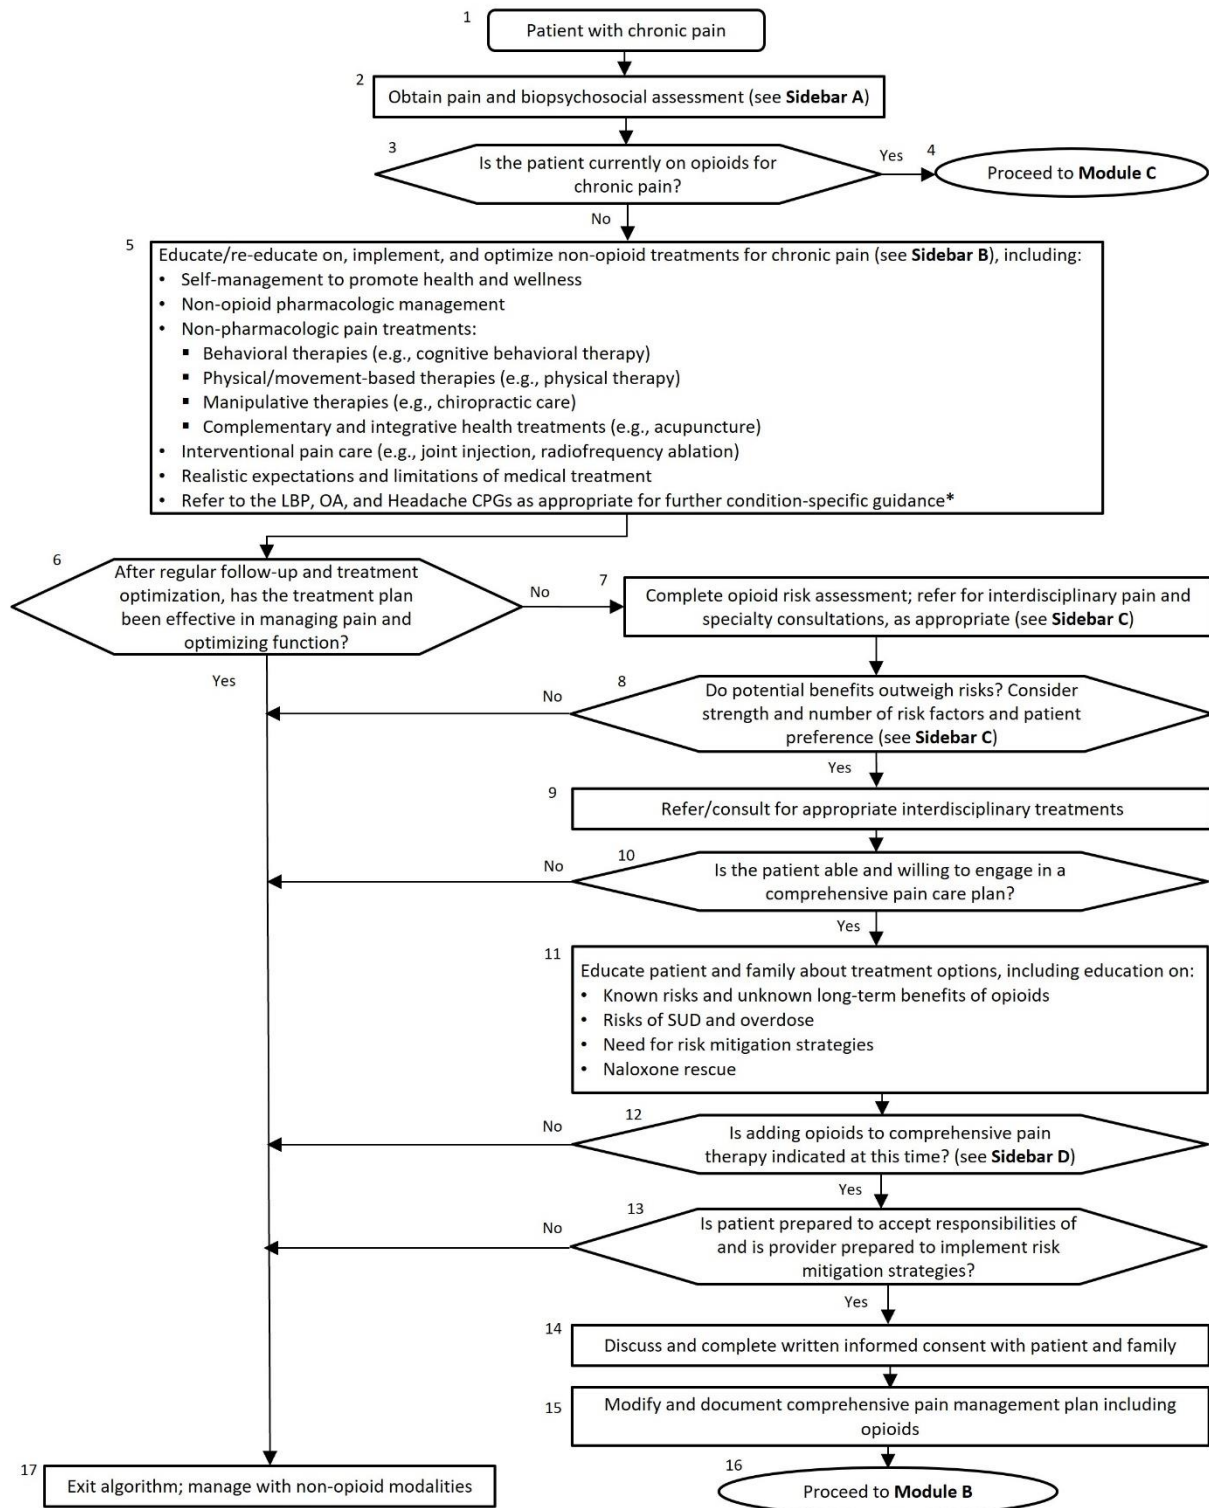 1
Patient with chronic pain
2
Obtain pain and biopsychosocial assessment (see Sidebar A)
3
Is the patient currently on opioids for
chronic pain?
Yes
4
Proceed to Module C
No
5
Educate/re-educate on, implement, and optimize non-opioid treatments for chronic pain (see Sidebar B), including:
• Self-management to promote health and wellness
• Non-opioid pharmacologic management
• Non-pharmacologic pain treatments:
▪ Behavioral therapies (e.g., cognitive behavioral therapy)
▪ Physical/movement-based therapies (e.g., physical therapy)
▪ Manipulative therapies (e.g., chiropractic care)
▪ Complementary and integrative health treatments (e.g., acupuncture)
• Interventional pain care (e.g., joint injection, radiofrequency ablation)
• Realistic expectations and limitations of medical treatment
• Refer to the LBP, OA, and Headache CPGs as appropriate for further condition-specific guidance*
6
After regular follow-up and treatment
optimization, has the treatment plan
been effective in managing pain and
optimizing function?
No
7
Complete opioid risk assessment; refer for interdisciplinary pain and
specialty consultations, as appropriate (see Sidebar C)
Yes
No
8
Do potential benefits outweigh risks? Consider
strength and number of risk factors and patient
preference (see Sidebar C)
Yes
9
Refer/consult for appropriate interdisciplinary treatments
No
10
Is the patient able and willing to engage in a
comprehensive pain care plan?
Yes
11
Educate patient and family about treatment options, including education on:
• Known risks and unknown long-term benefits of opioids
• Risks of SUD and overdose
• Need for risk mitigation strategies
• Naloxone rescue
No
12
Is adding opioids to comprehensive pain
therapy indicated at this time? (see Sidebar D)
Yes
No
13
Is patient prepared to accept responsibilities of
and is provider prepared to implement risk
mitigation strategies?
Yes
14
Discuss and complete written informed consent with patient and family
15
Modify and document comprehensive pain management plan including
opioids
16
Proceed to Module B
17
Exit algorithm; manage with non-opioid modalities